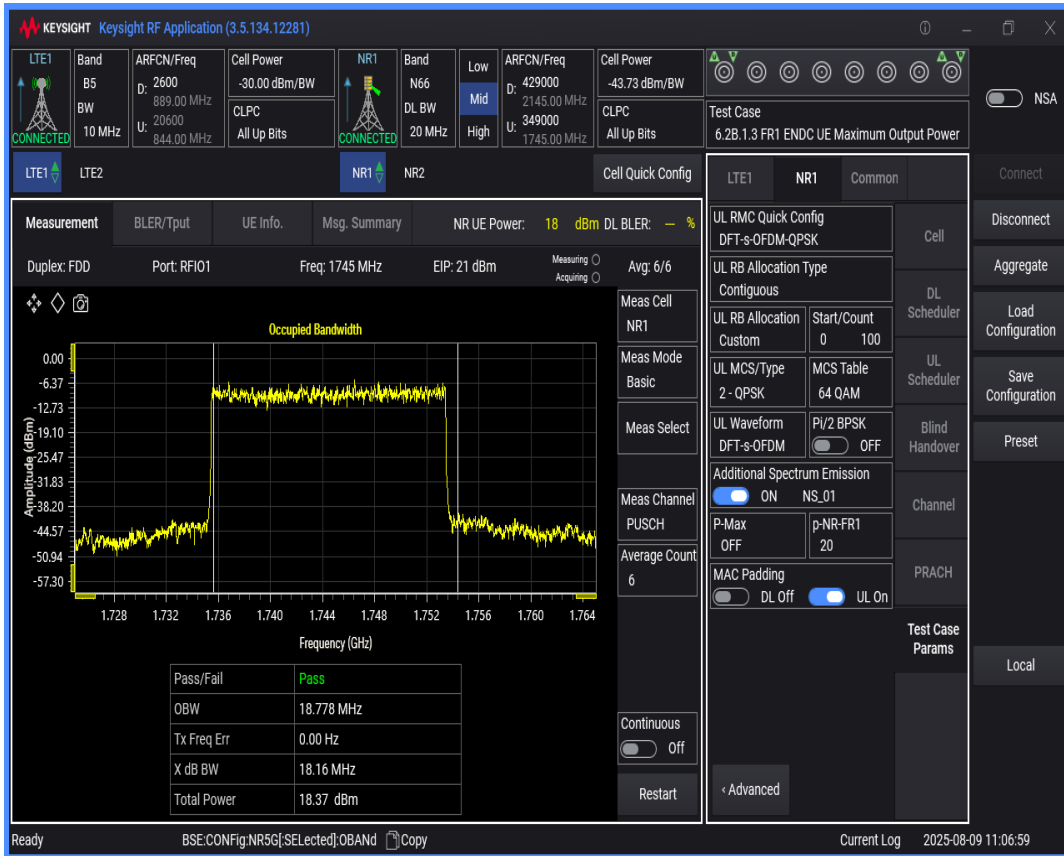 KEYSIGHT Keysight RF Application (3.5.134.12281)
LTE1
CONNECTED
Band
B5
BW
10 MHz
ARFCN/Freq
D: 2600
889.00 MHz
U: 20600
844.00 MHz
Cell Power
-30.00 dBm/BW
CLPC
All Up Bits
NR1
CONNECTED
Band
N66
DL BW
20 MHz
Low
Mid
High
ARFCN/Freq
D: 429000
2145.00 MHz
U: 349000
1745.00 MHz
Cell Power
-43.73 dBm/BW
CLPC
All Up Bits
Test Case
6.2B.1.3 FR1 ENDC UE Maximum Output Power
NSA
LTE1 LTE2 NR1 NR2 Cell Quick Config
Measurement BLER/Tput UE Info. Msg. Summary NR UE Power: 18 dBm DL BLER: -- %
Duplex: FDD Port: RFIO1 Freq: 1745 MHz EIP: 21 dBm Measuring Acquiring Avg: 6/6
Occupied Bandwidth
Amplitude (dBm)
0.00
-6.37
-12.73
-19.10
-25.47
-31.83
-38.20
-44.57
-50.94
-57.30
1.728 1.732 1.736 1.740 1.744 1.748 1.752 1.756 1.760 1.764
Frequency (GHz)
Pass/Fail Pass
OBW 18.778 MHz
Tx Freq Err 0.00 Hz
X dB BW 18.16 MHz
Total Power 18.37 dBm
Meas Cell
NR1
Meas Mode
Basic
Meas Select
Meas Channel
PUSCH
Average Count
6
Continuous
Off
Restart
LTE1 NR1 Common
UL RMC Quick Config
DFT-s-OFDM-QPSK
UL RB Allocation Type
Contiguous
UL RB Allocation
Custom
Start/Count
0 100
UL MCS/Type
2 - QPSK
MCS Table
64 QAM
UL Waveform
DFT-s-OFDM
Pi/2 BPSK
OFF
Additional Spectrum Emission
ON NS_01
P-Max
OFF
p-NR-FR1
20
MAC Padding
DL Off UL On
‹ Advanced
Cell
DL
Scheduler
UL
Scheduler
Blind
Handover
Channel
PRACH
Test Case
Params
Connect
Disconnect
Aggregate
Load
Configuration
Save
Configuration
Preset
Local
Ready BSE:CONFig:NR5G[:SELected]:OBANd Copy Current Log 2025-08-09 11:06:59